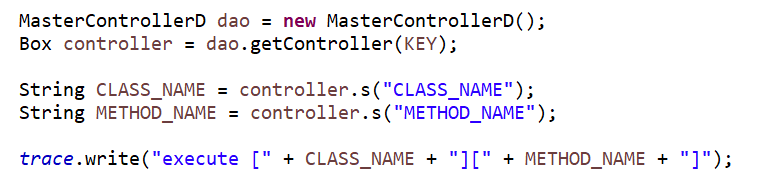 MasterControllerD dao = new MasterControllerD();
Box controller = dao.getController(KEY);
String CLASS_NAME = controller.s("CLASS_NAME");
String METHOD_NAME = controller.s("METHOD_NAME");
trace.write("execute [" + CLASS_NAME + "][" + METHOD_NAME + "]");